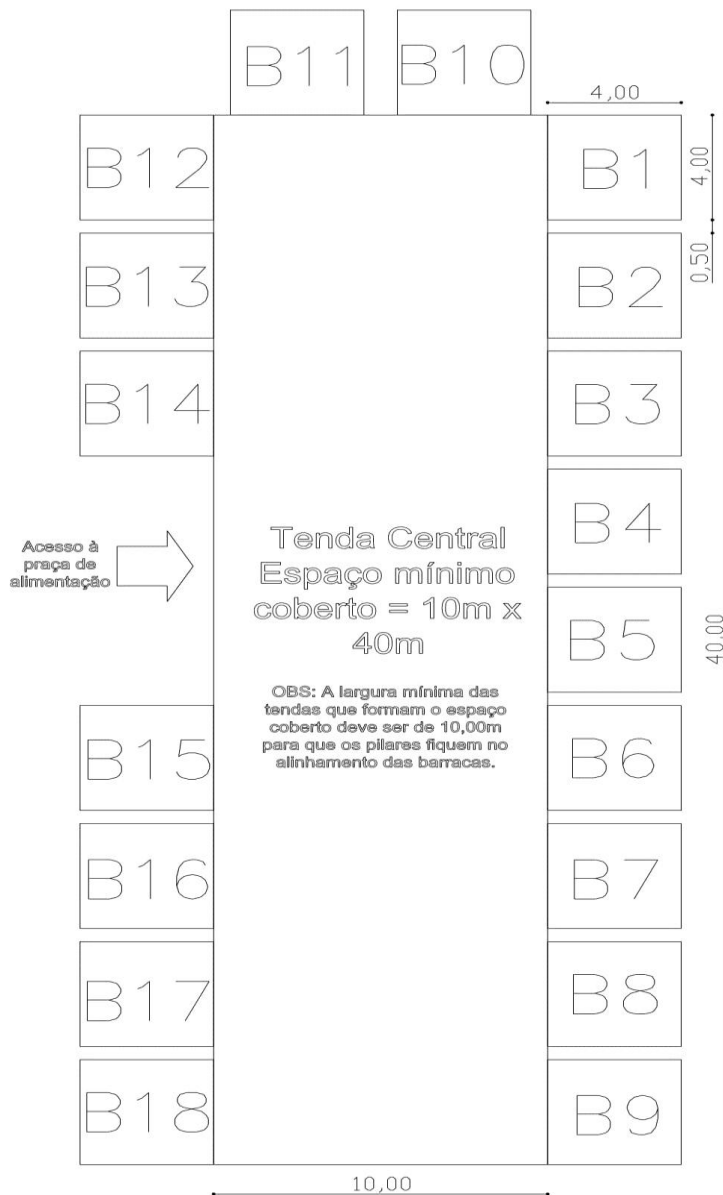 B11 B10
4,00
B12 B1
4,00
0,50
B13 B2
B14 B3
B4
Acesso à
praça de
alimentação
Tenda Central
Espaço mínimo
coberto = 10m x
40m
B5
40,00
OBS: A largura mínima das
tendas que formam o espaço
coberto deve ser de 10,00m
para que os pilares fiquem no
alinhamento das barracas.
B15 B6
B16 B7
B17 B8
B18 B9
10,00